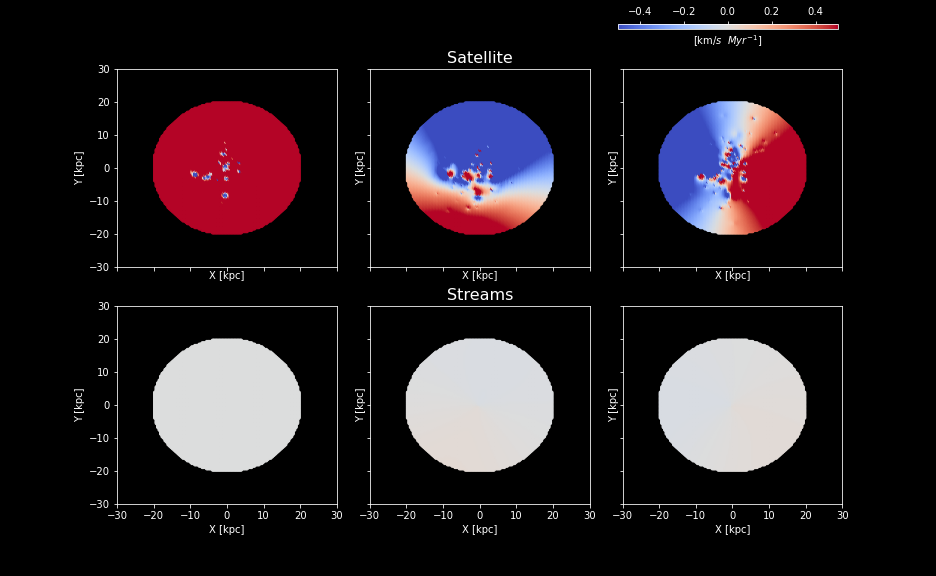 −0.4 −0.2 0.0 0.2 0.4
[km/s Myr⁻¹]
Satellite
30
20
10
0
−10
−20
−30
Y [kpc]
Y [kpc]
Y [kpc]
X [kpc] X [kpc] X [kpc]
Streams
30
20
10
0
−10
−20
−30
Y [kpc]
Y [kpc]
Y [kpc]
−30 −20 −10 0 10 20 30 −30 −20 −10 0 10 20 30 −30 −20 −10 0 10 20 30
X [kpc] X [kpc] X [kpc]